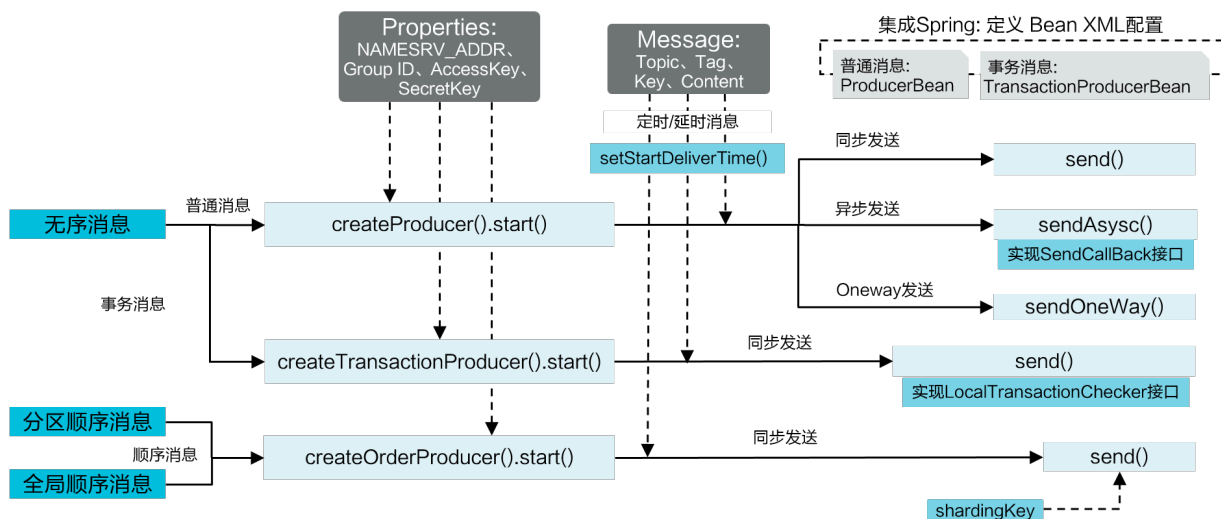 Properties:
NAMESRV_ADDR、
Group ID、AccessKey、
SecretKey
Message:
Topic、Tag、
Key、Content
集成Spring: 定义 Bean XML配置
普通消息:
ProducerBean
事务消息:
TransactionProducerBean
定时/延时消息
setStartDeliverTime()
同步发送
send()
无序消息
普通消息
createProducer().start()
异步发送
sendAsysc()
实现SendCallBack接口
事务消息
Oneway发送
sendOneWay()
createTransactionProducer().start()
同步发送
send()
实现LocalTransactionChecker接口
分区顺序消息
顺序消息
全局顺序消息
createOrderProducer().start()
同步发送
send()
shardingKey